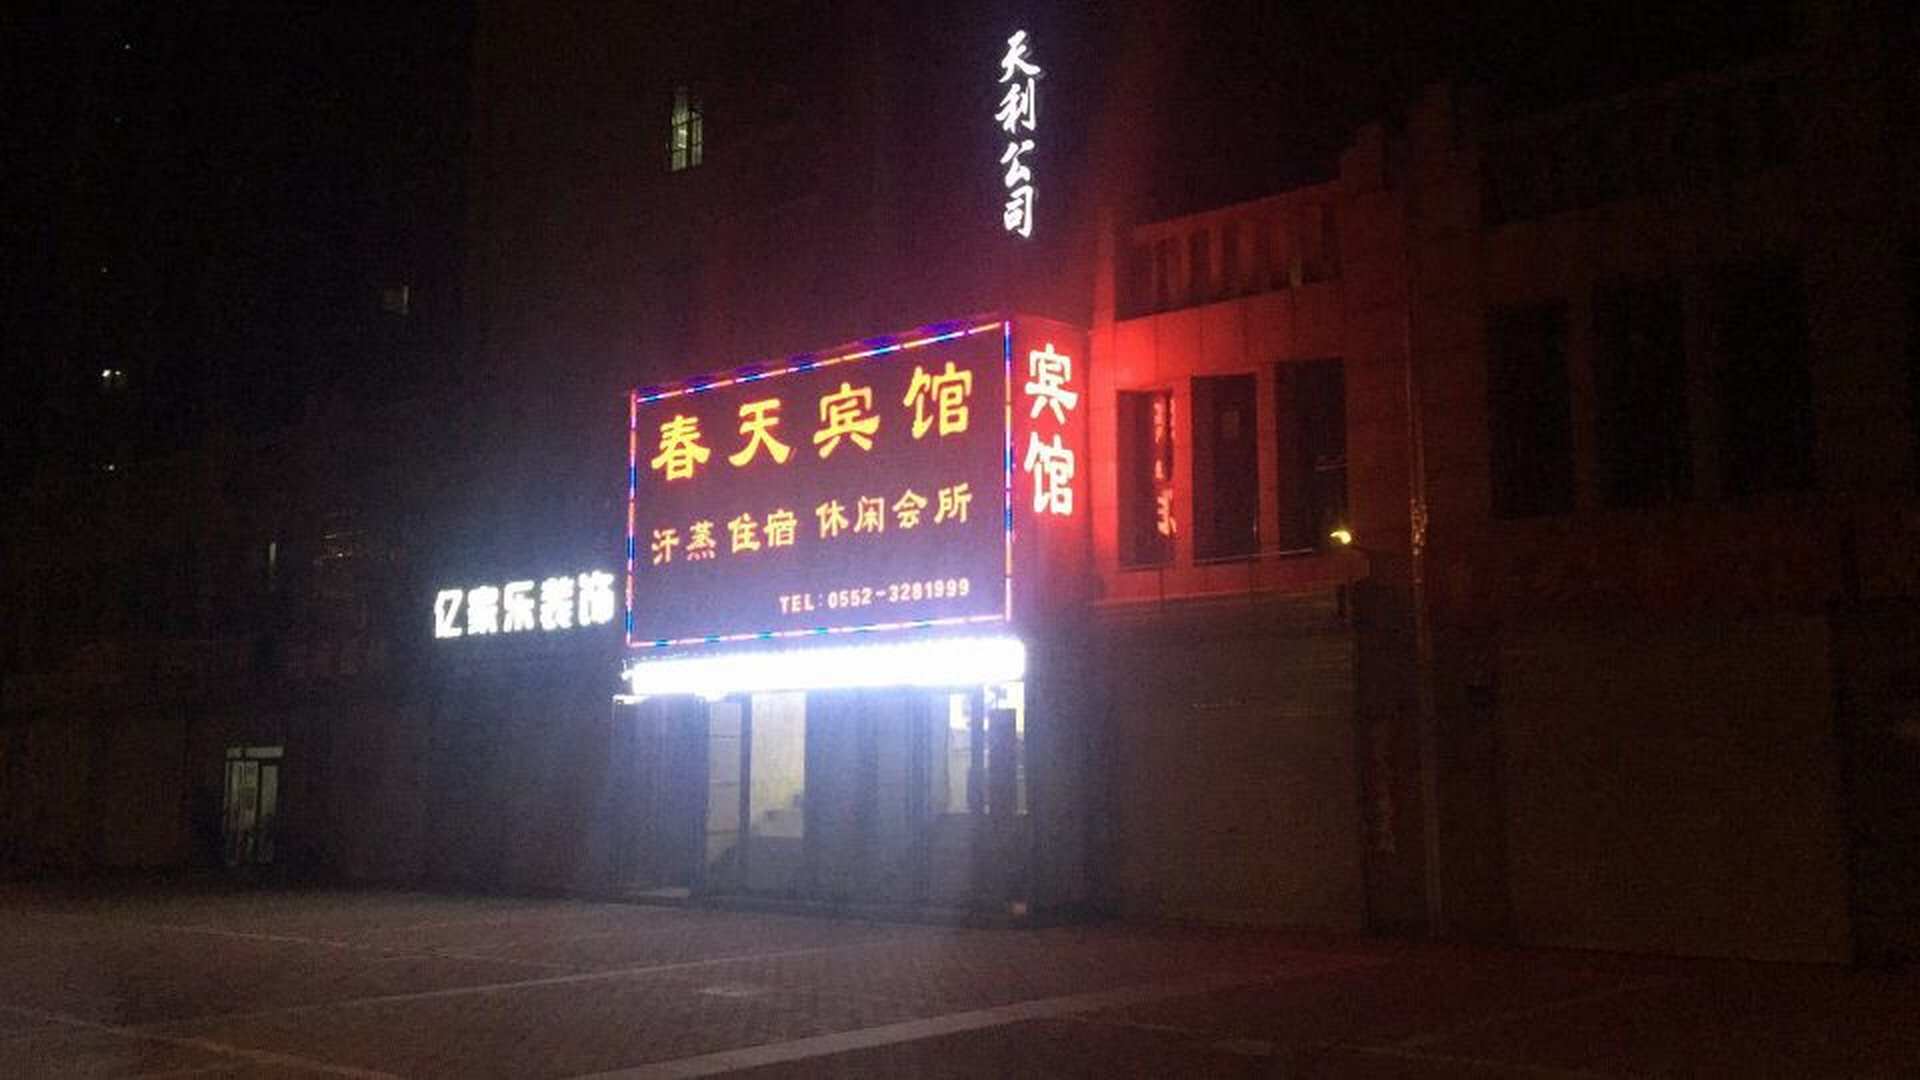 天利公司
春天宾馆
汗蒸住宿 休闲会所
TEL:0552-3281999
宾馆
亿家乐装饰